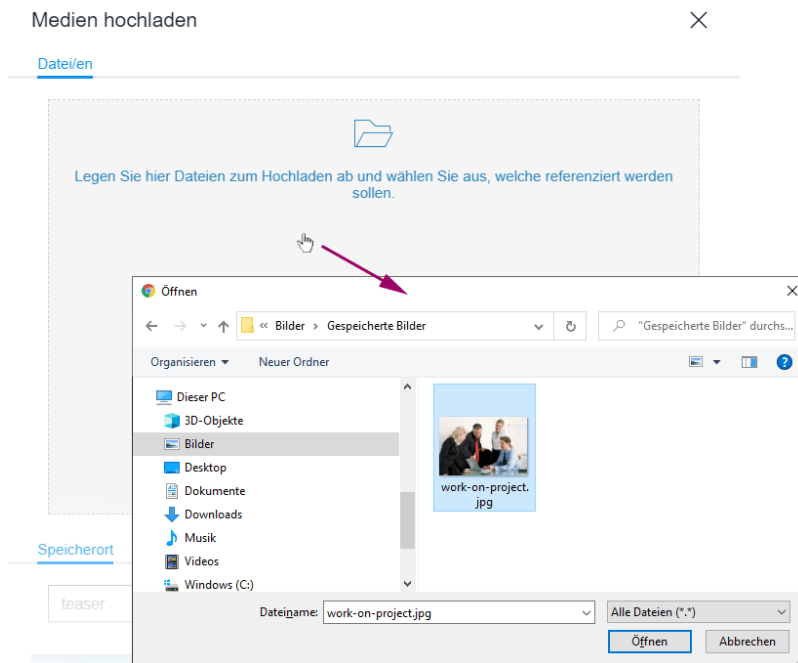 Medien hochladen
Datei/en
Legen Sie hier Dateien zum Hochladen ab und wählen Sie aus, welche referenziert werden
sollen.
Öffnen
« Bilder › Gespeicherte Bilder
"Gespeicherte Bilder" durchs...
Organisieren
Neuer Ordner
Dieser PC
3D-Objekte
Bilder
Desktop
Dokumente
Downloads
Musik
Videos
Windows (C:)
work-on-project.
jpg
Speicherort
teaser
Dateiname: work-on-project.jpg
Alle Dateien (*.*)
Öffnen
Abbrechen